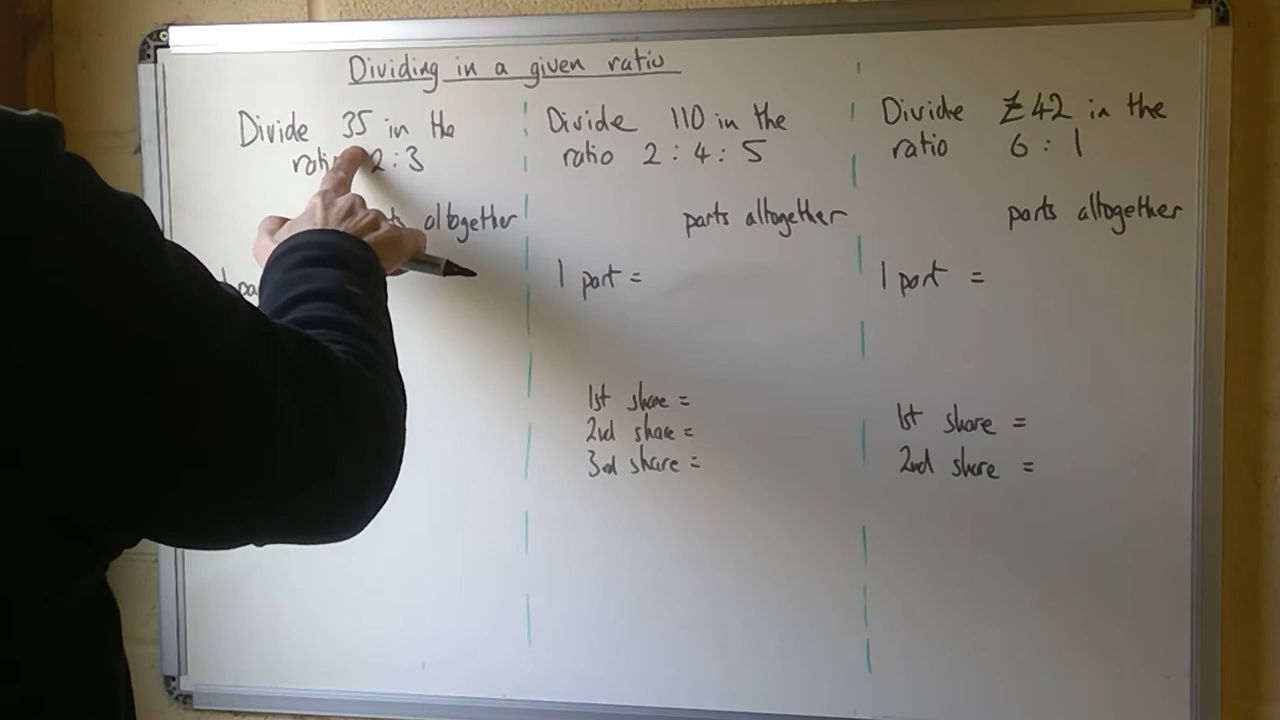 Dividing in a given ratio
Divide 35 in the
2:3
altogether
Divide 110 in the
ratio 2 : 4 : 5
parts altogether
1 part =
1st share =
2nd share =
3rd share =
Divide £42 in the
ratio 6 : 1
parts altogether
1 part =
1st share =
2nd share =